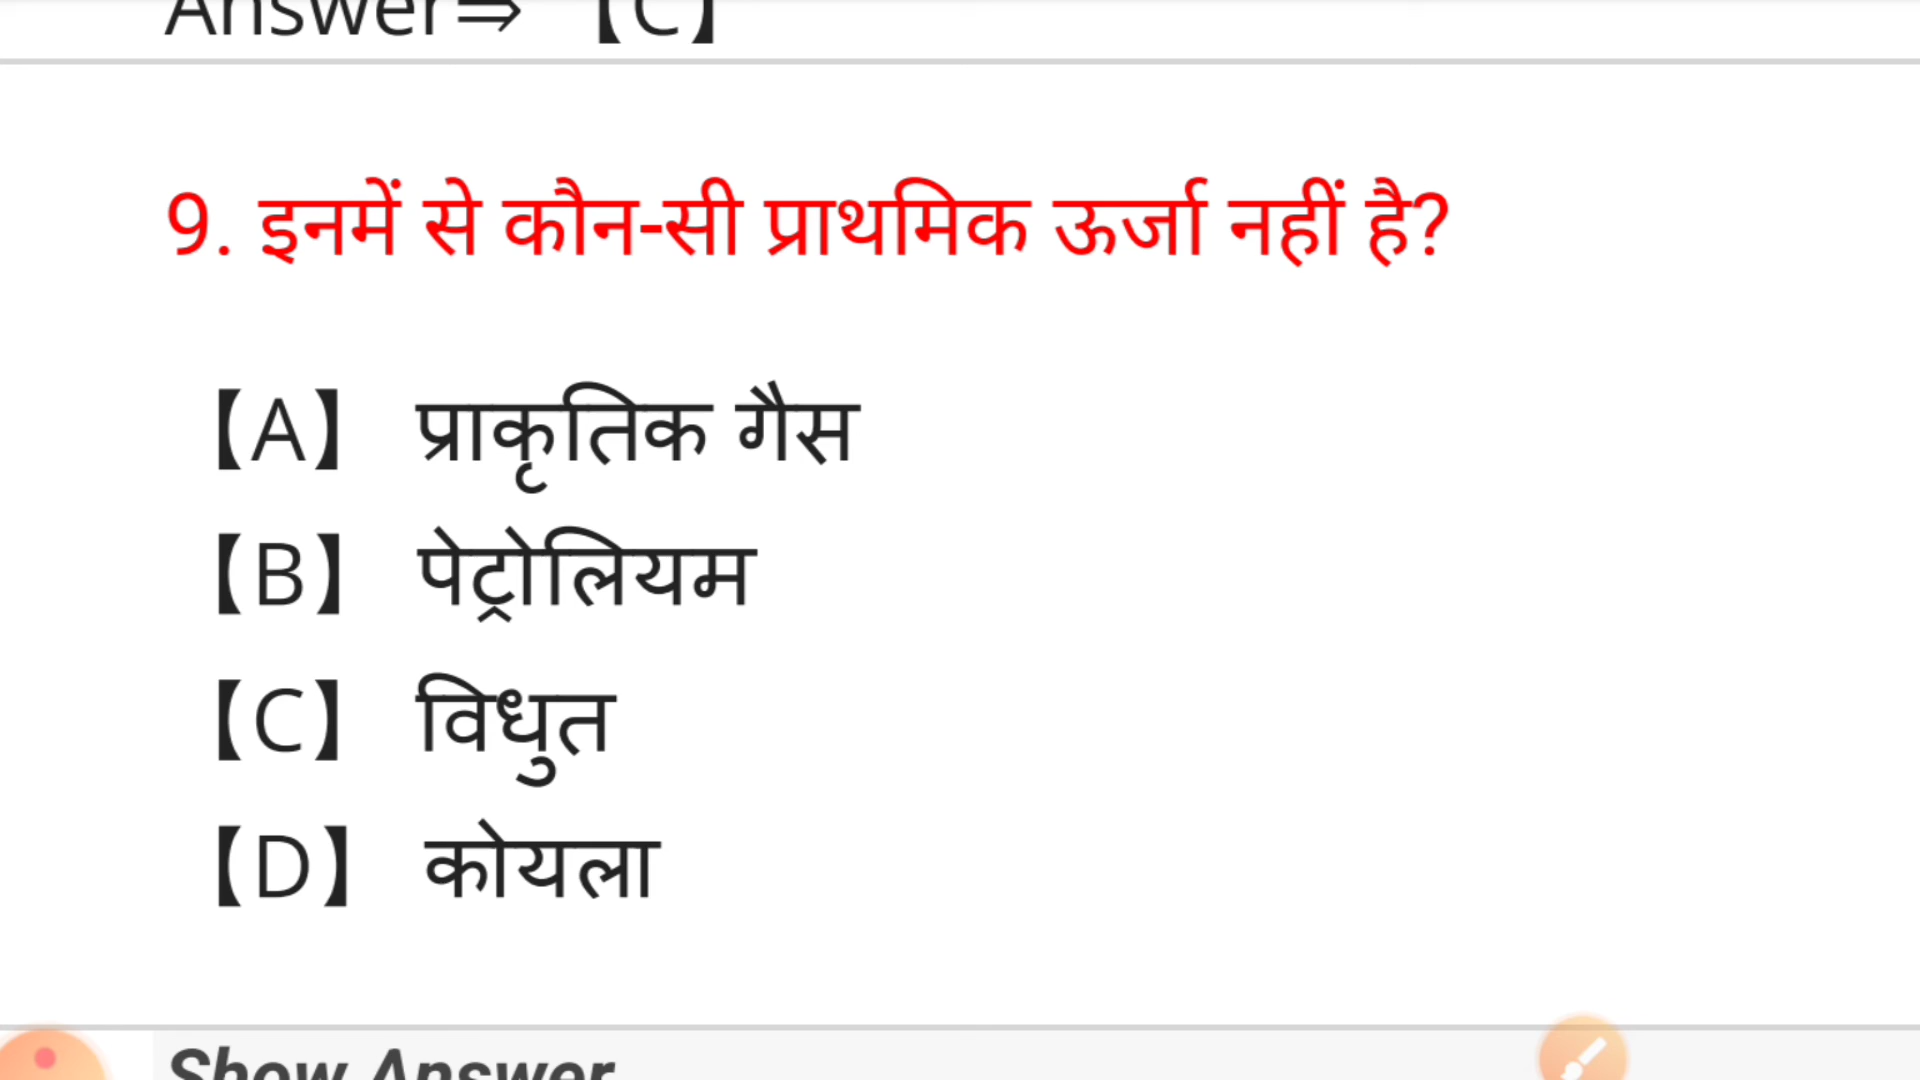 Answer⇒ 【C】
9. इनमें से कौन-सी प्राथमिक ऊर्जा नहीं है?
【A】 प्राकृतिक गैस
【B】 पेट्रोलियम
【C】 विधुत
【D】 कोयला
Show Answer